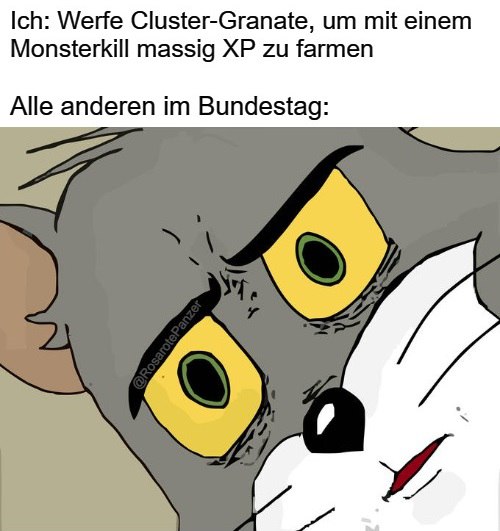 Ich: Werfe Cluster-Granate, um mit einem
Monsterkill massig XP zu farmen
Alle anderen im Bundestag:
@RosarotePanzer